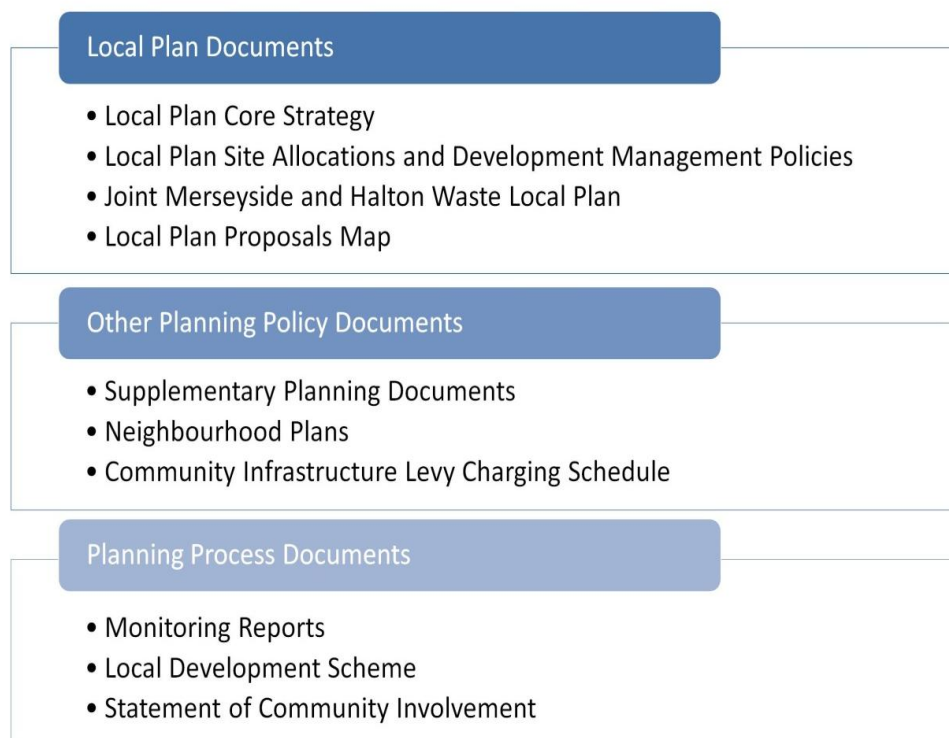 Local Plan Documents
• Local Plan Core Strategy
• Local Plan Site Allocations and Development Management Policies
• Joint Merseyside and Halton Waste Local Plan
• Local Plan Proposals Map
Other Planning Policy Documents
• Supplementary Planning Documents
• Neighbourhood Plans
• Community Infrastructure Levy Charging Schedule
Planning Process Documents
• Monitoring Reports
• Local Development Scheme
• Statement of Community Involvement